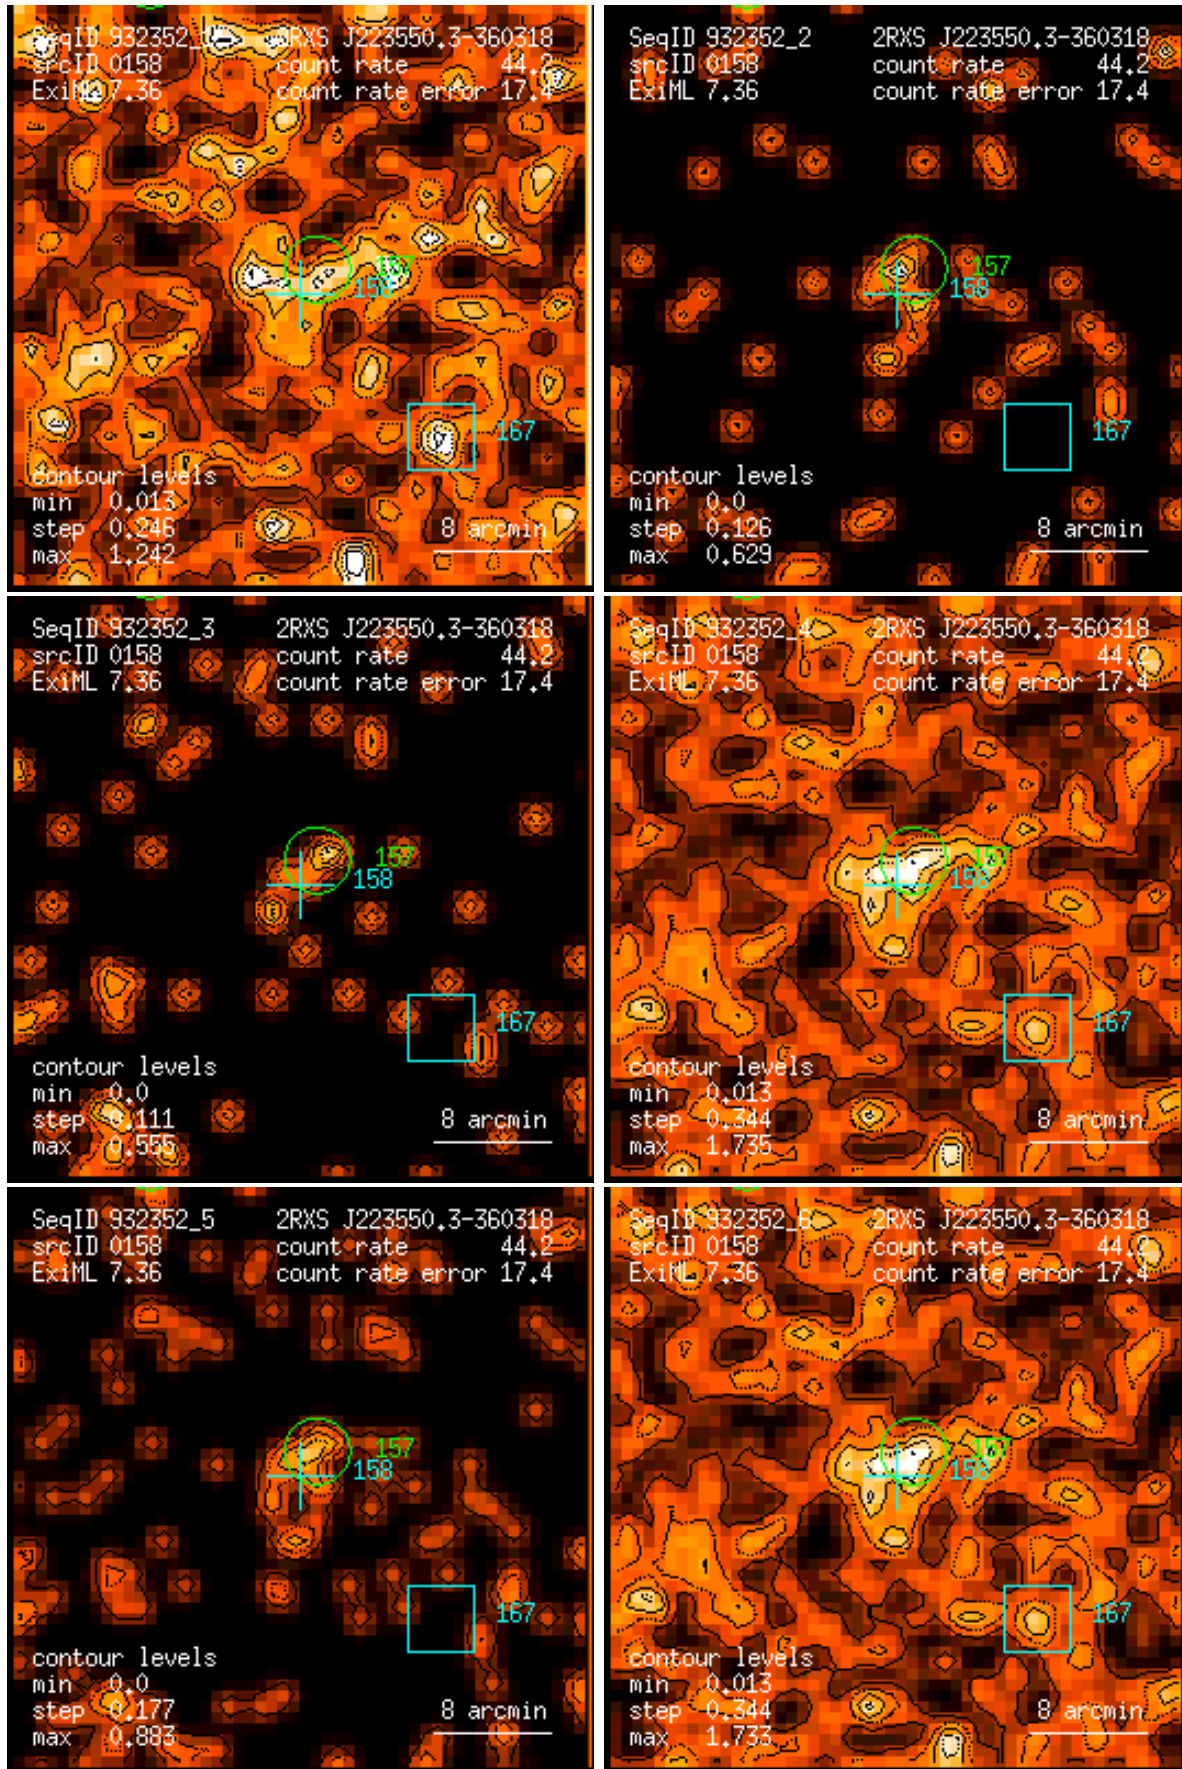 SeqID 932352_1 2RXS J223550.3-360318
srcID 0158 count rate 44.2
ExiML 7.36 count rate error 17.4
157
158
167
contour levels
min 0.013
step 0.246 8 arcmin
max 1.242
SeqID 932352_2 2RXS J223550.3-360318
srcID 0158 count rate 44.2
ExiML 7.36 count rate error 17.4
157
158
167
contour levels
min 0.0
step 0.126 8 arcmin
max 0.629
SeqID 932352_3 2RXS J223550.3-360318
srcID 0158 count rate 44.2
ExiML 7.36 count rate error 17.4
157
158
167
contour levels
min 0.0
step 0.111 8 arcmin
max 0.555
SeqID 932352_4 2RXS J223550.3-360318
srcID 0158 count rate 44.2
ExiML 7.36 count rate error 17.4
157
158
167
contour levels
min 0.013
step 0.344 8 arcmin
max 1.735
SeqID 932352_5 2RXS J223550.3-360318
srcID 0158 count rate 44.2
ExiML 7.36 count rate error 17.4
157
158
167
contour levels
min 0.0
step 0.177 8 arcmin
max 0.883
SeqID 932352_6 2RXS J223550.3-360318
srcID 0158 count rate 44.2
ExiML 7.36 count rate error 17.4
157
158
167
contour levels
min 0.013
step 0.344 8 arcmin
max 1.733